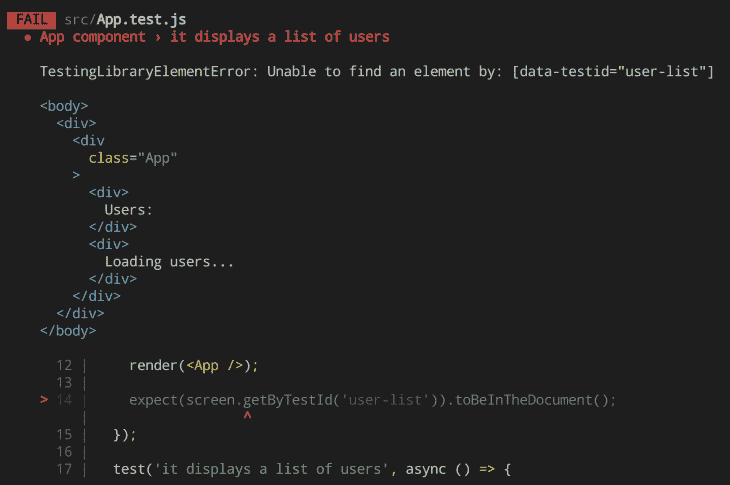 FAIL src/App.test.js
● App component › it displays a list of users
TestingLibraryElementError: Unable to find an element by: [data-testid="user-list"]
<body>
<div>
<div
class="App"
>
<div>
Users:
</div>
<div>
Loading users...
</div>
</div>
</div>
</body>
12 | render(<App />);
13 |
> 14 | expect(screen.getByTestId('user-list')).toBeInTheDocument();
| ^
15 | });
16 |
17 | test('it displays a list of users', async () => {